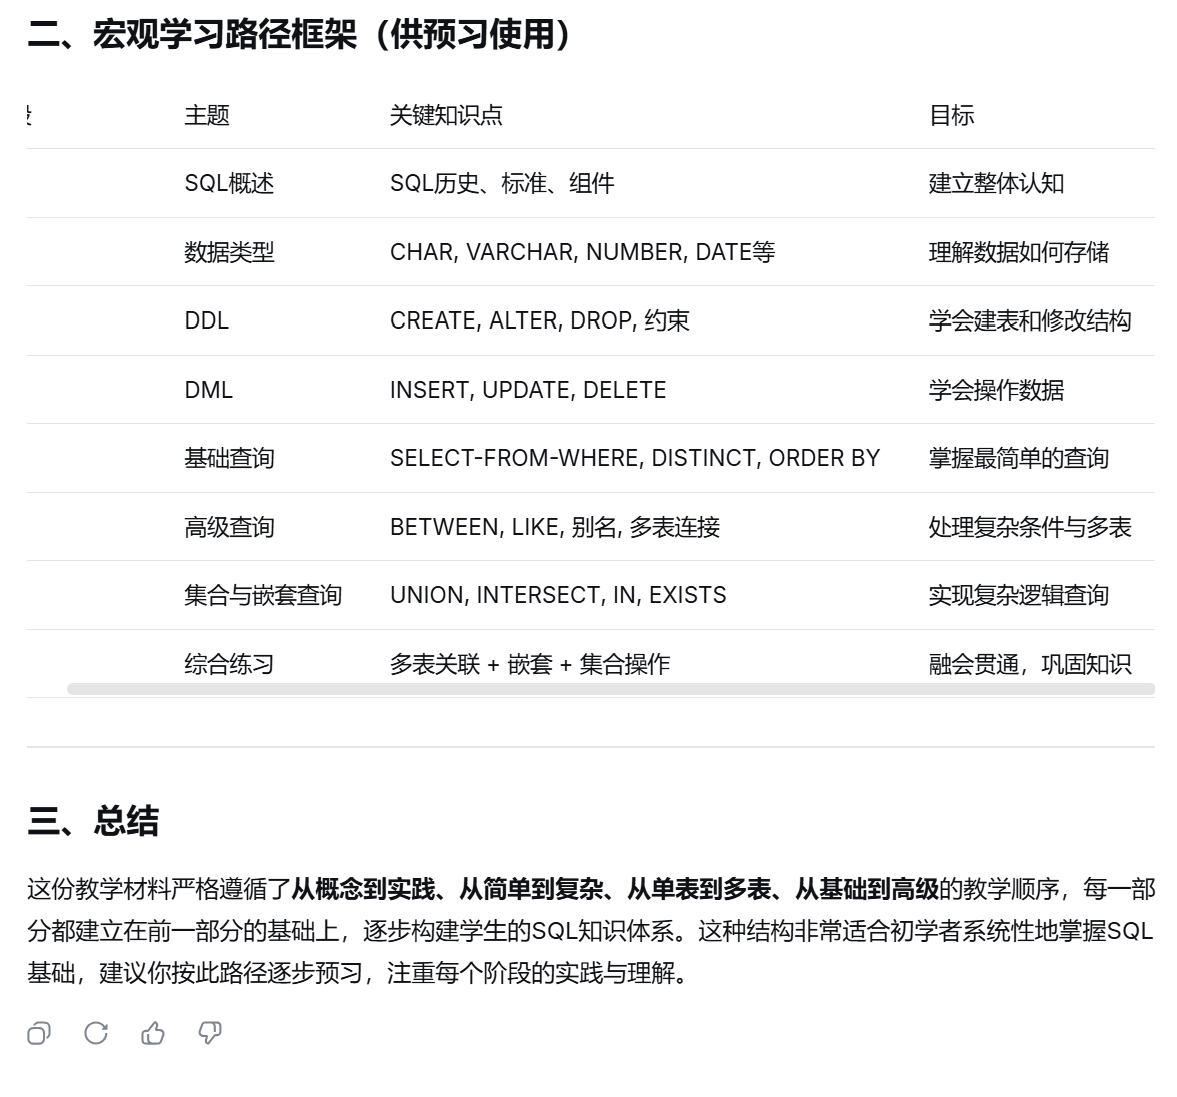 二、宏观学习路径框架（供预习使用）
主题 关键知识点 目标
SQL概述 SQL历史、标准、组件 建立整体认知
数据类型 CHAR, VARCHAR, NUMBER, DATE等 理解数据如何存储
DDL CREATE, ALTER, DROP, 约束 学会建表和修改结构
DML INSERT, UPDATE, DELETE 学会操作数据
基础查询 SELECT-FROM-WHERE, DISTINCT, ORDER BY 掌握最简单的查询
高级查询 BETWEEN, LIKE, 别名, 多表连接 处理复杂条件与多表
集合与嵌套查询 UNION, INTERSECT, IN, EXISTS 实现复杂逻辑查询
综合练习 多表关联 + 嵌套 + 集合操作 融会贯通，巩固知识
三、总结
这份教学材料严格遵循了从概念到实践、从简单到复杂、从单表到多表、从基础到高级的教学顺序，每一部
分都建立在前一部分的基础上，逐步构建学生的SQL知识体系。这种结构非常适合初学者系统性地掌握SQL
基础，建议你按此路径逐步预习，注重每个阶段的实践与理解。